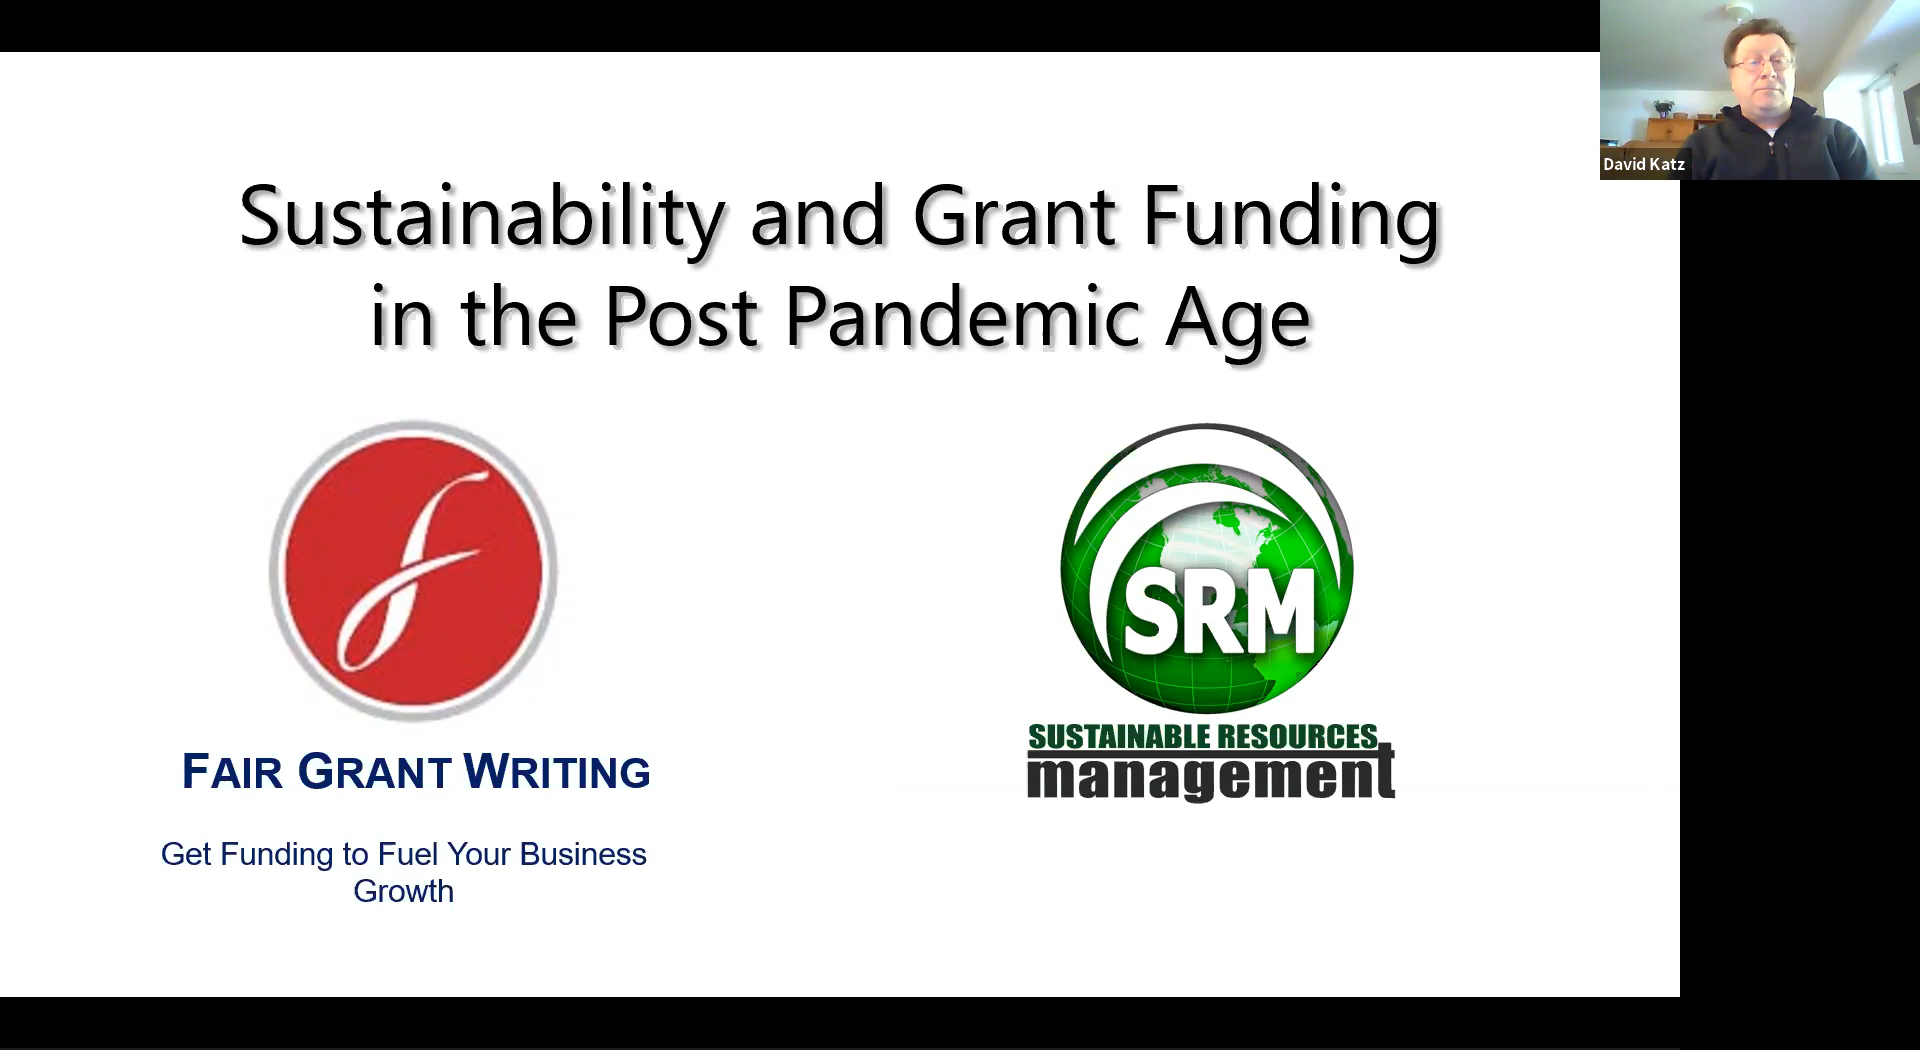 Sustainability and Grant Funding
in the Post Pandemic Age
David Katz
f
FAIR GRANT WRITING
Get Funding to Fuel Your Business
Growth
SRM
SUSTAINABLE RESOURCES
management